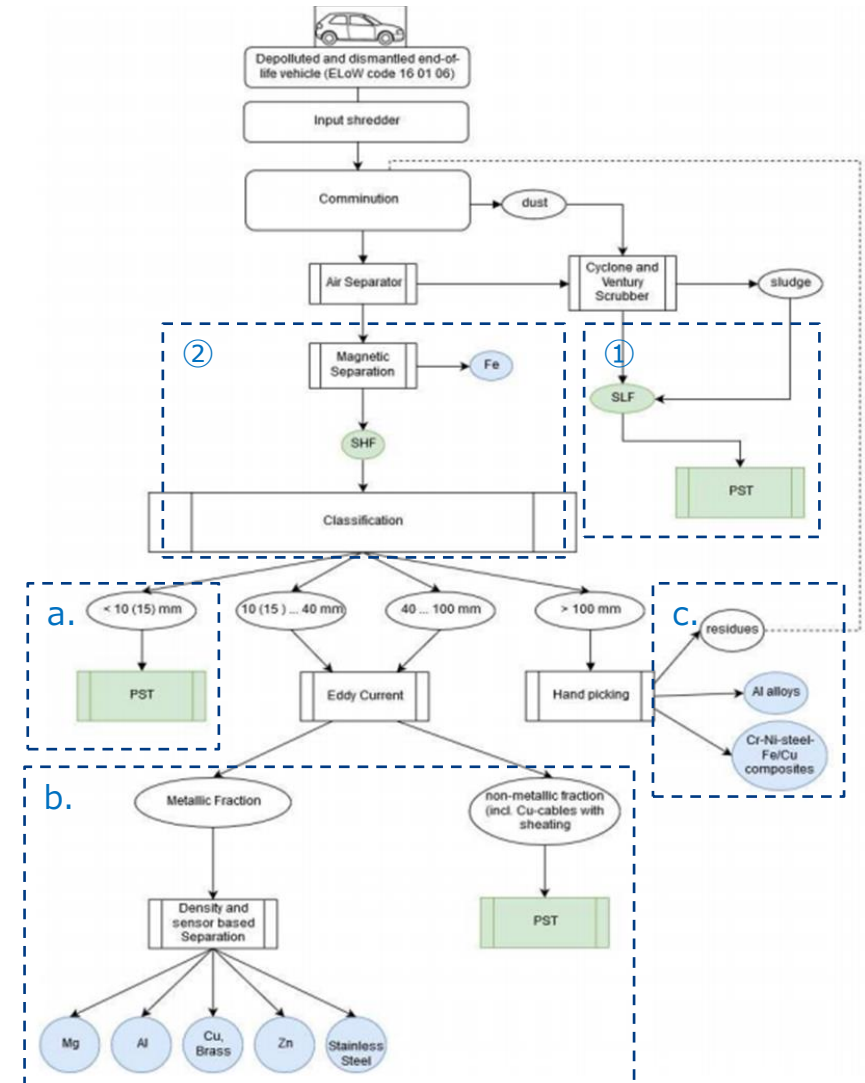 Depolluted and dismantled end-of-
life vehicle (ELoW code 16 01 06)
Input shredder
Comminution
dust
Air Separator
Cyclone and
Ventury
Scrubber
sludge
②
Magnetic
Separation
Fe
①
SLF
SHF
PST
Classification
a.
< 10 (15) mm
10 (15 ) ... 40 mm
40 ... 100 mm
> 100 mm
c.
residues
PST
Eddy Current
Hand picking
Al alloys
Cr-Ni-steel-
Fe/Cu
composites
b.
Metallic Fraction
non-metallic fraction
(incl. Cu-cables with
sheating
Density and
sensor based
Separation
PST
Mg
Al
Cu,
Brass
Zn
Stainless
Steel